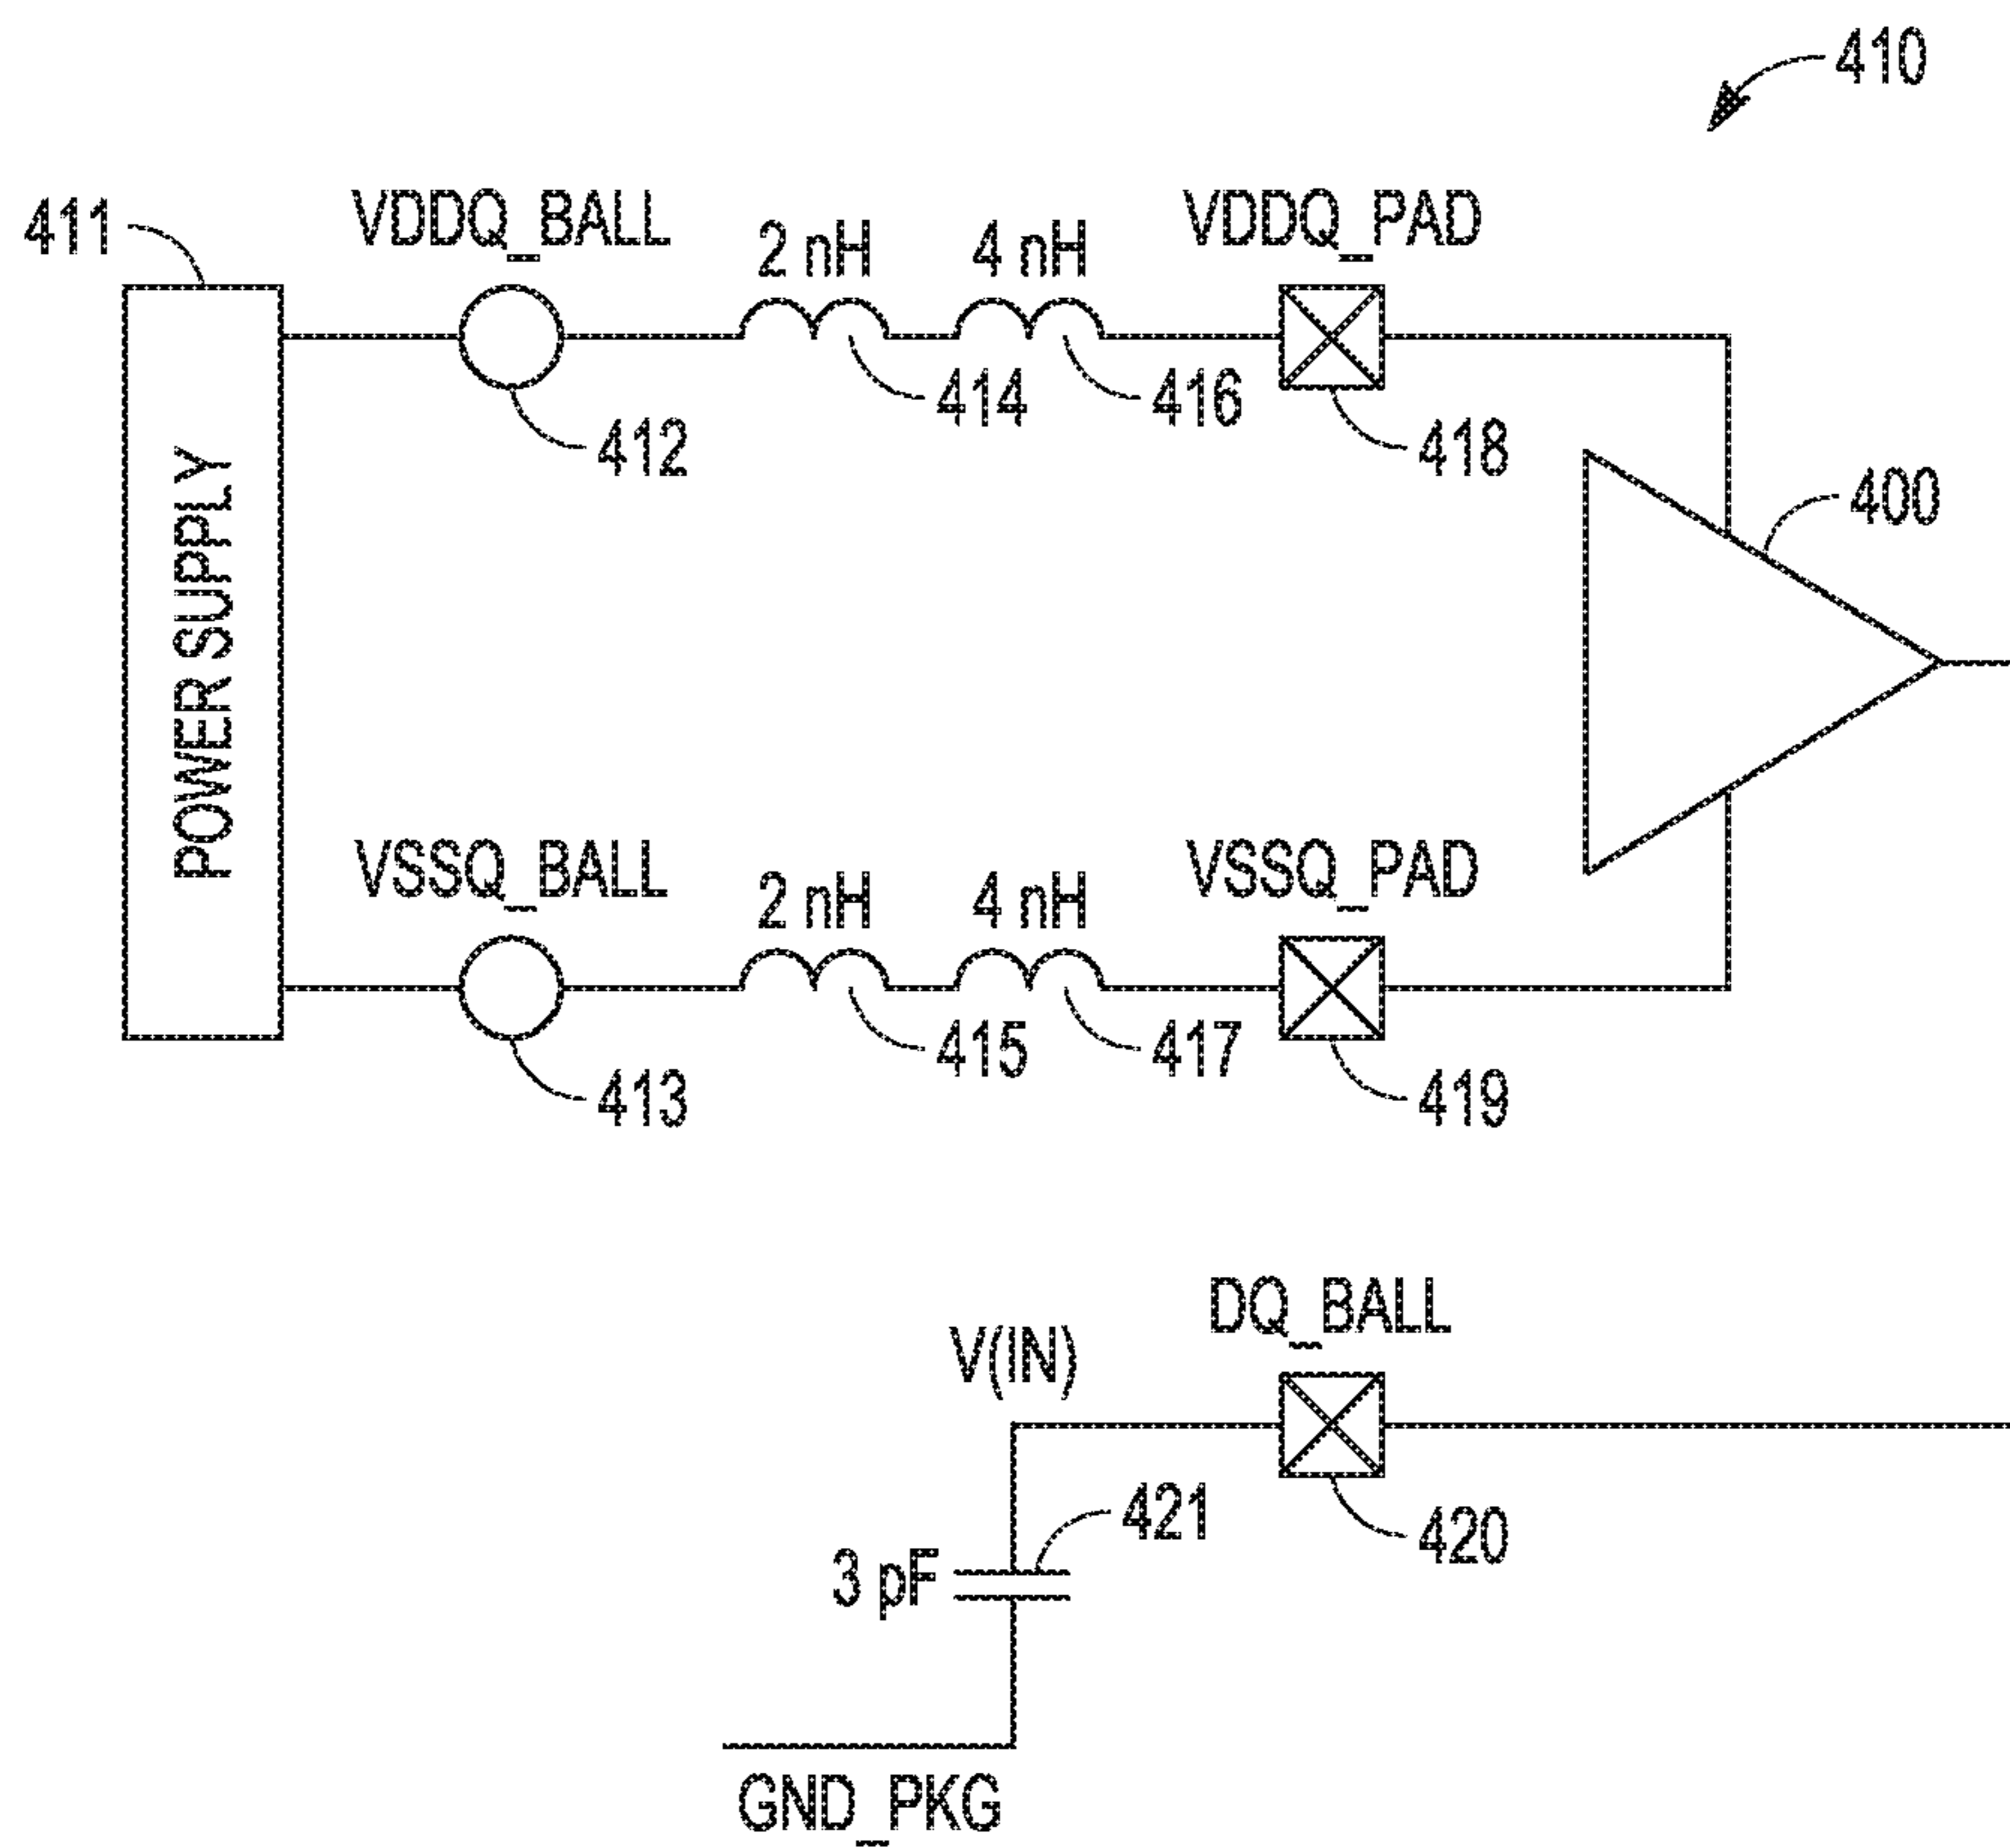 410
411
VDDQ_BALL
2 nH
4 nH
VDDQ_PAD
414
416
412
418
400
POWER SUPPLY
VSSQ_BALL
2 nH
4 nH
VSSQ_PAD
415
417
413
419
DQ_BALL
V(IN)
421
420
3 pF
GND_PKG